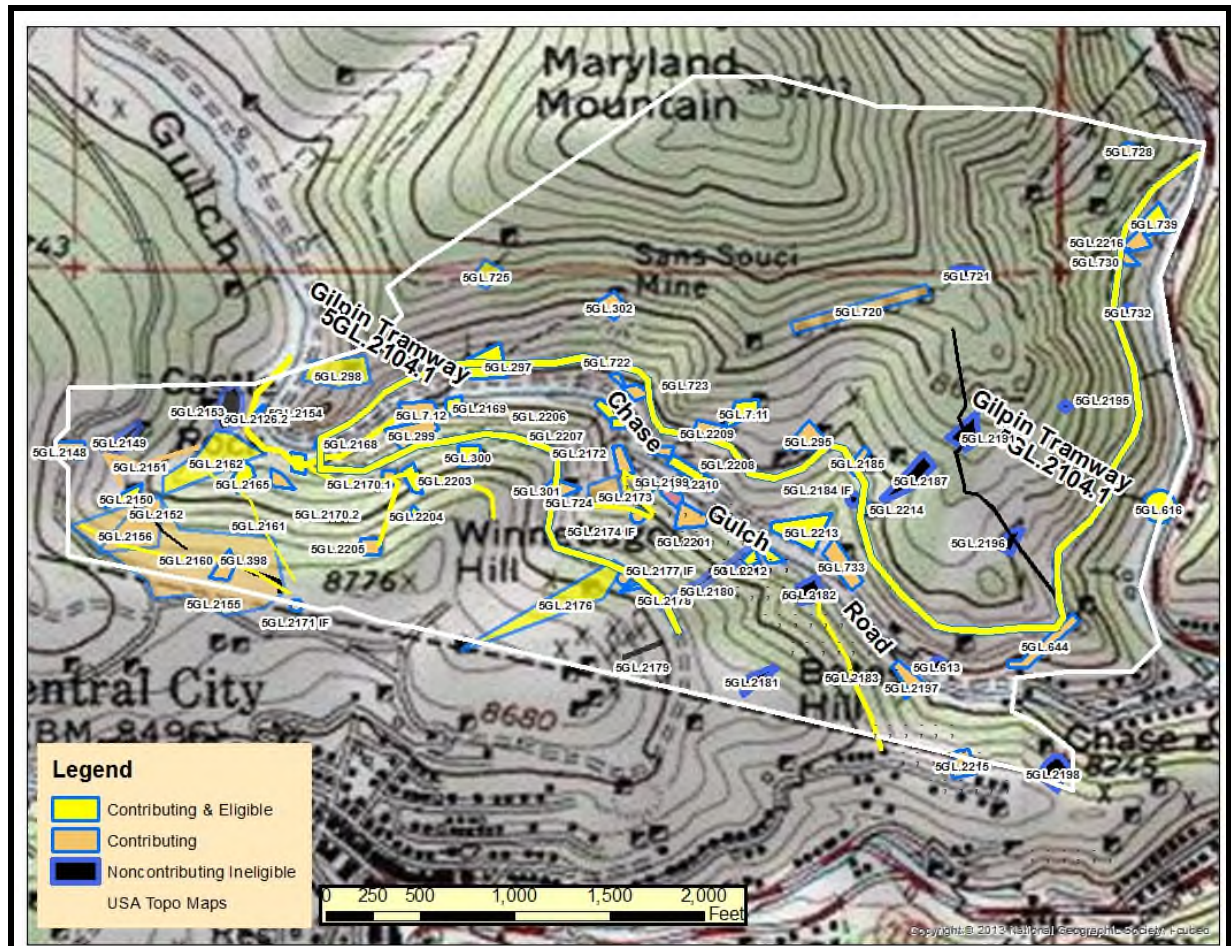 Maryland
Mountain
Gulch
5GL.728
5GL.739
5GL.2216
5GL.730
743
5GL.725
Sans Souci
Mine
5GL.721
5GL.302
5GL.720
5GL.732
Gilpin Tramway
5GL.2104.1
5GL.298
5GL.297
5GL.722
5GL.723
5GL.2153
5GL.2154
5GL.2126.2
5GL.7.12
5GL.2169
5GL.2206
Chase
5GL.7.11
5GL.2195
Gilpin Tramway
5GL.2104.1
5GL.2149
5GL.2148
5GL.2168
5GL.299
5GL.2207
5GL.2209
5GL.295
5GL.2191
5GL.2151
5GL.2162
5GL.300
5GL.2172
5GL.2208
5GL.2185
5GL.2165
5GL.2203
5GL.2199
5GL.2187
5GL.2150
5GL.301
5GL.724
5GL.2173
5GL.2184 IF
5GL.2214
5GL.616
5GL.2152
5GL.2170.2
5GL.2204
Gulch
5GL.2156
5GL.2161
5GL.2174 IF
5GL.2201
5GL.2213
5GL.2196
5GL.2160
5GL.398
5GL.2205
Hill
8776
5GL.2177 IF
5GL.2212
5GL.733
5GL.2155
5GL.2176
5GL.2178
5GL.2180
5GL.2182
5GL.2171 IF
Road
5GL.644
5GL.2179
5GL.2181
5GL.2183
5GL.613
5GL.2197
Hill
entral City
8680
5GL.2215
5GL.2198
Chase
8245
Legend
Contributing & Eligible
Contributing
Noncontributing Ineligible
USA Topo Maps
0 250 500 1,000 1,500 2,000
Feet
Copyright:© 2013 National Geographic Society, i-cubed